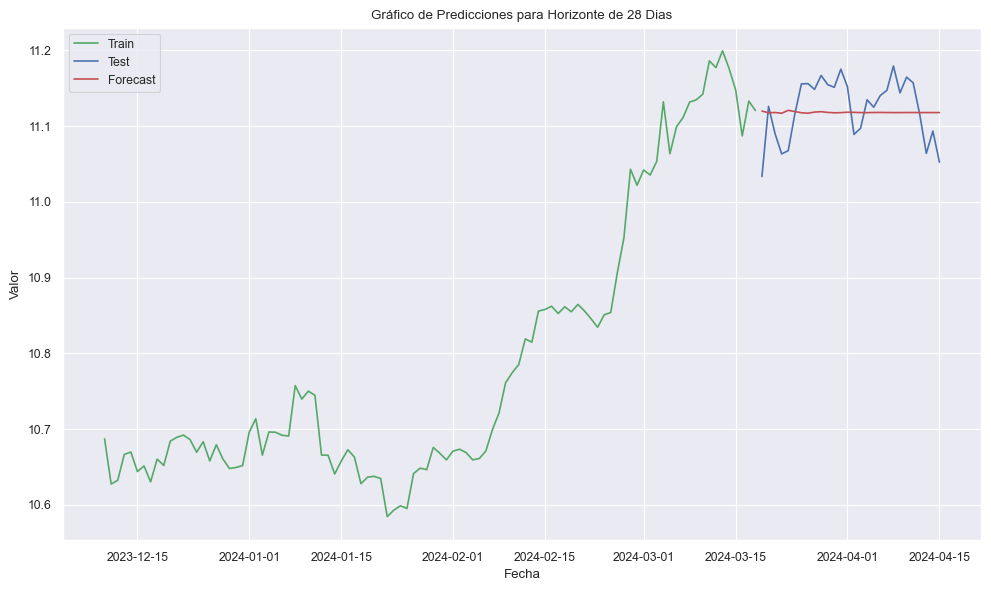 Gráfico de Predicciones para Horizonte de 28 Dias
Train
Test
Forecast
11.2
11.1
11.0
10.9
10.8
10.7
10.6
Valor
2023-12-15
2024-01-01
2024-01-15
2024-02-01
2024-02-15
2024-03-01
2024-03-15
2024-04-01
2024-04-15
Fecha